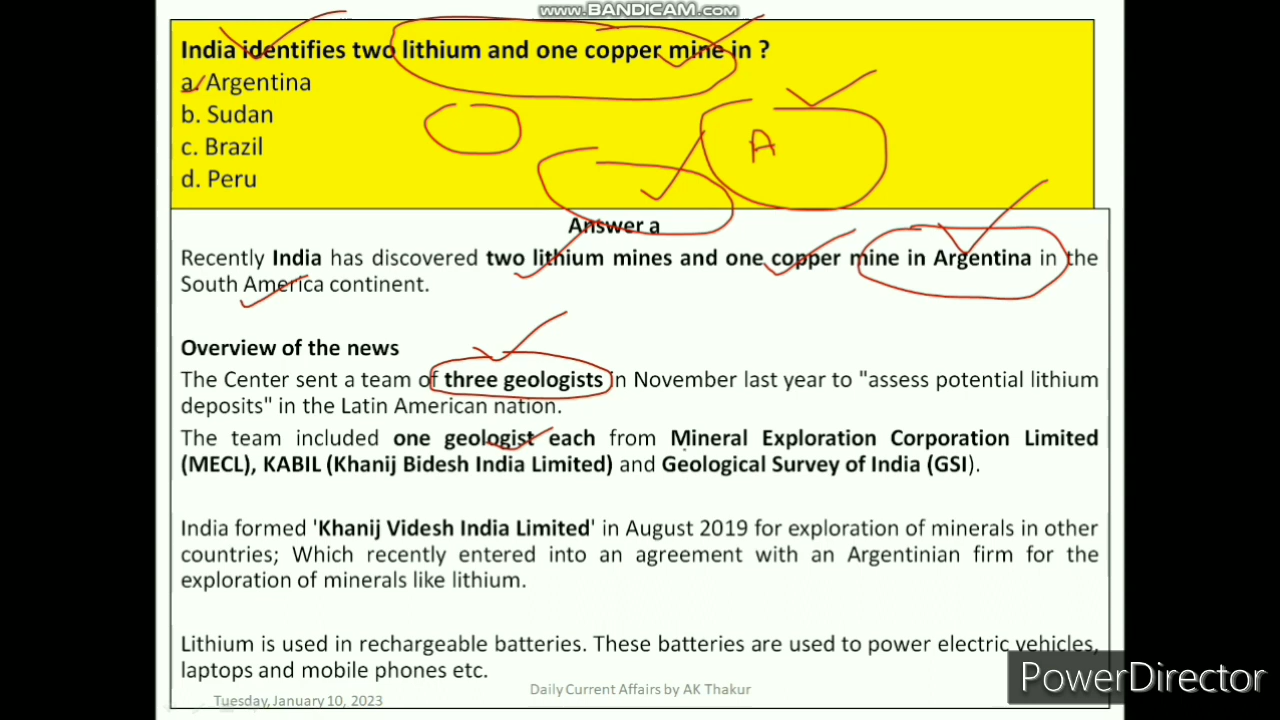 www.BANDICAM.com
India identifies two lithium and one copper mine in ?
a. Argentina
b. Sudan
c. Brazil
d. Peru
A
Answer a
Recently India has discovered two lithium mines and one copper mine in Argentina in the
South America continent.
Overview of the news
The Center sent a team of three geologists in November last year to "assess potential lithium
deposits" in the Latin American nation.
The team included one geologist each from Mineral Exploration Corporation Limited
(MECL), KABIL (Khanij Bidesh India Limited) and Geological Survey of India (GSI).
India formed 'Khanij Videsh India Limited' in August 2019 for exploration of minerals in other
countries; Which recently entered into an agreement with an Argentinian firm for the
exploration of minerals like lithium.
Lithium is used in rechargeable batteries. These batteries are used to power electric vehicles,
laptops and mobile phones etc.
Tuesday, January 10, 2023
Daily Current Affairs by AK Thakur
PowerDirector